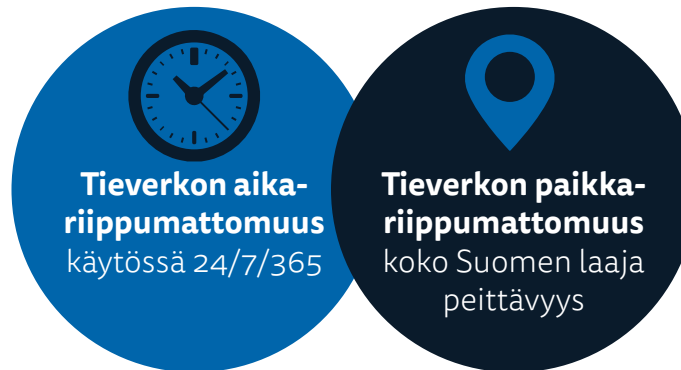 Tieverkon aika-
riippumattomuus
käytössä 24/7/365
Tieverkon paikka-
riippumattomuus
koko Suomen laaja
peittävyys